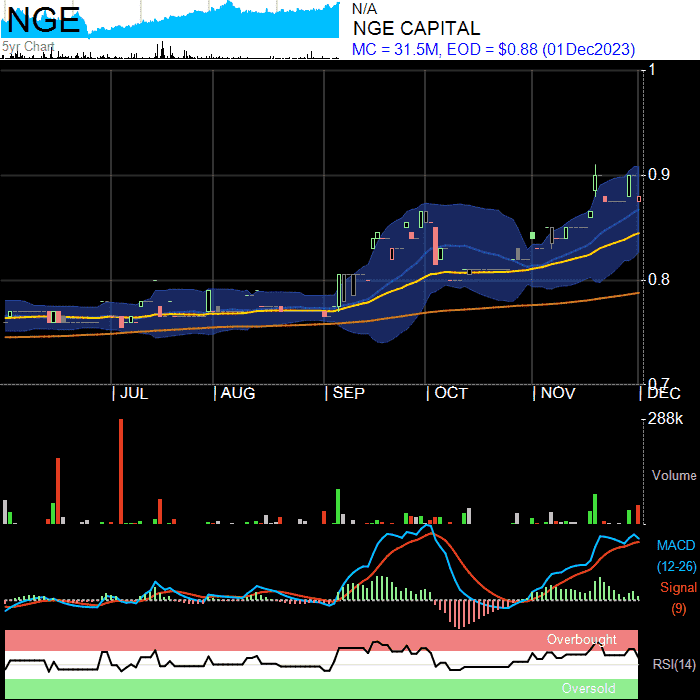 NGE
5yr Chart
N/A
NGE CAPITAL
MC = 31.5M, EOD = $0.88 (01Dec2023)
1
0.9
0.8
0.7
JUL AUG SEP OCT NOV DEC
288k
Volume
MACD
(12-26)
Signal
(9)
Overbought
RSI(14)
Oversold